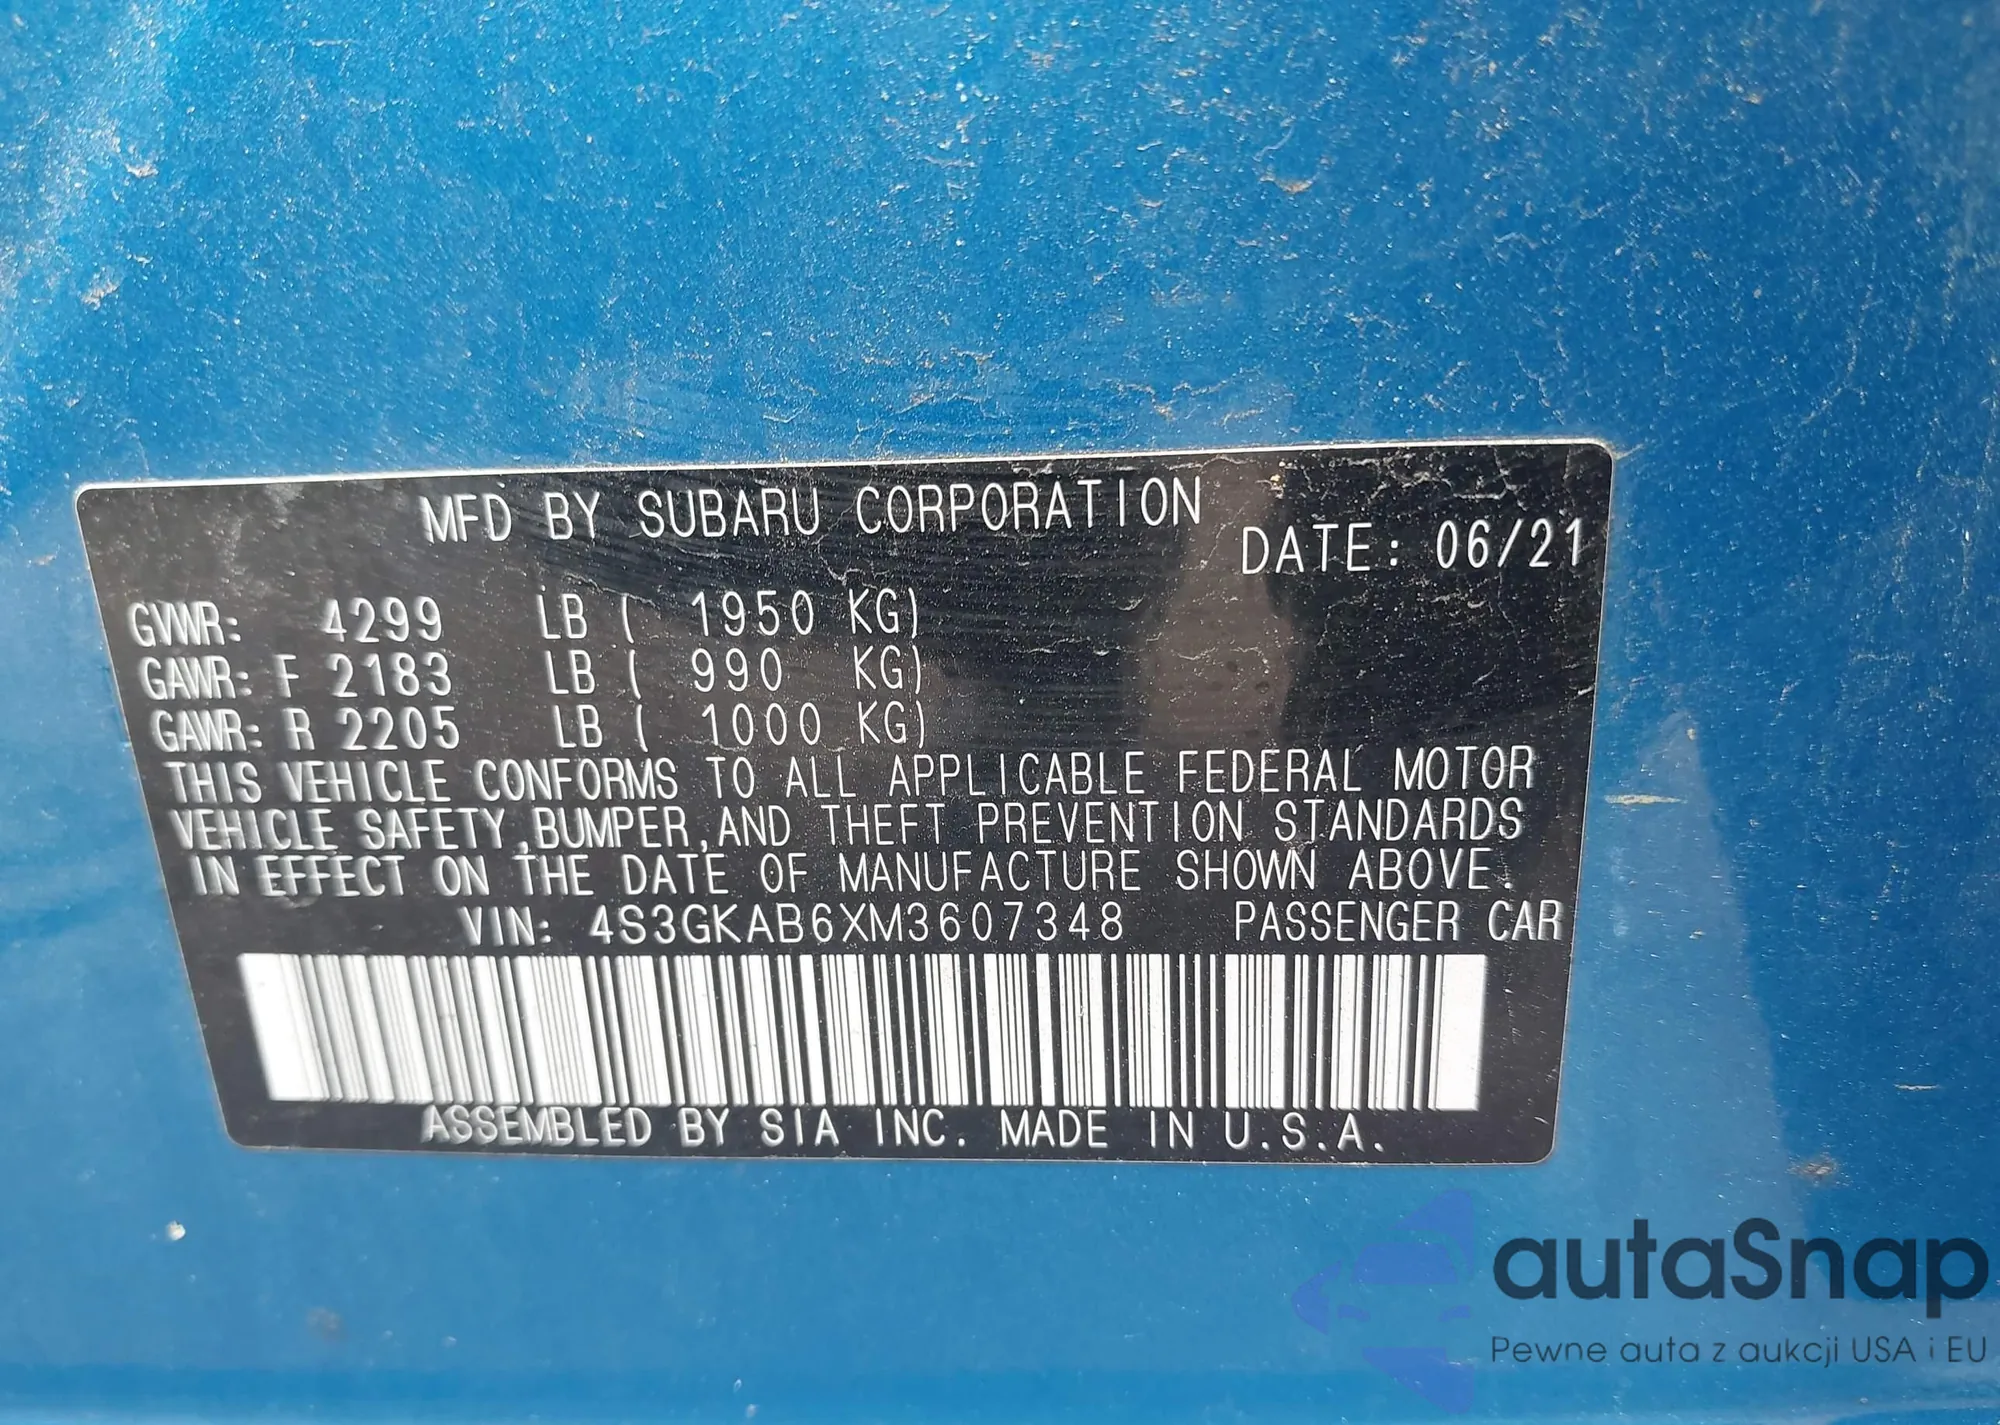 MFD BY SUBARU CORPORATION
DATE: 06/21
GVWR: 4299 LB ( 1950 KG)
GAWR: F 2183 LB ( 990 KG)
GAWR: R 2205 LB ( 1000 KG)
THIS VEHICLE CONFORMS TO ALL APPLICABLE FEDERAL MOTOR
VEHICLE SAFETY,BUMPER,AND THEFT PREVENTION STANDARDS
IN EFFECT ON THE DATE OF MANUFACTURE SHOWN ABOVE.
VIN: 4S3GKAB6XM3607348 PASSENGER CAR
ASSEMBLED BY SIA INC. MADE IN U.S.A.
autaSnap
Pewne auta z aukcji USA i EU